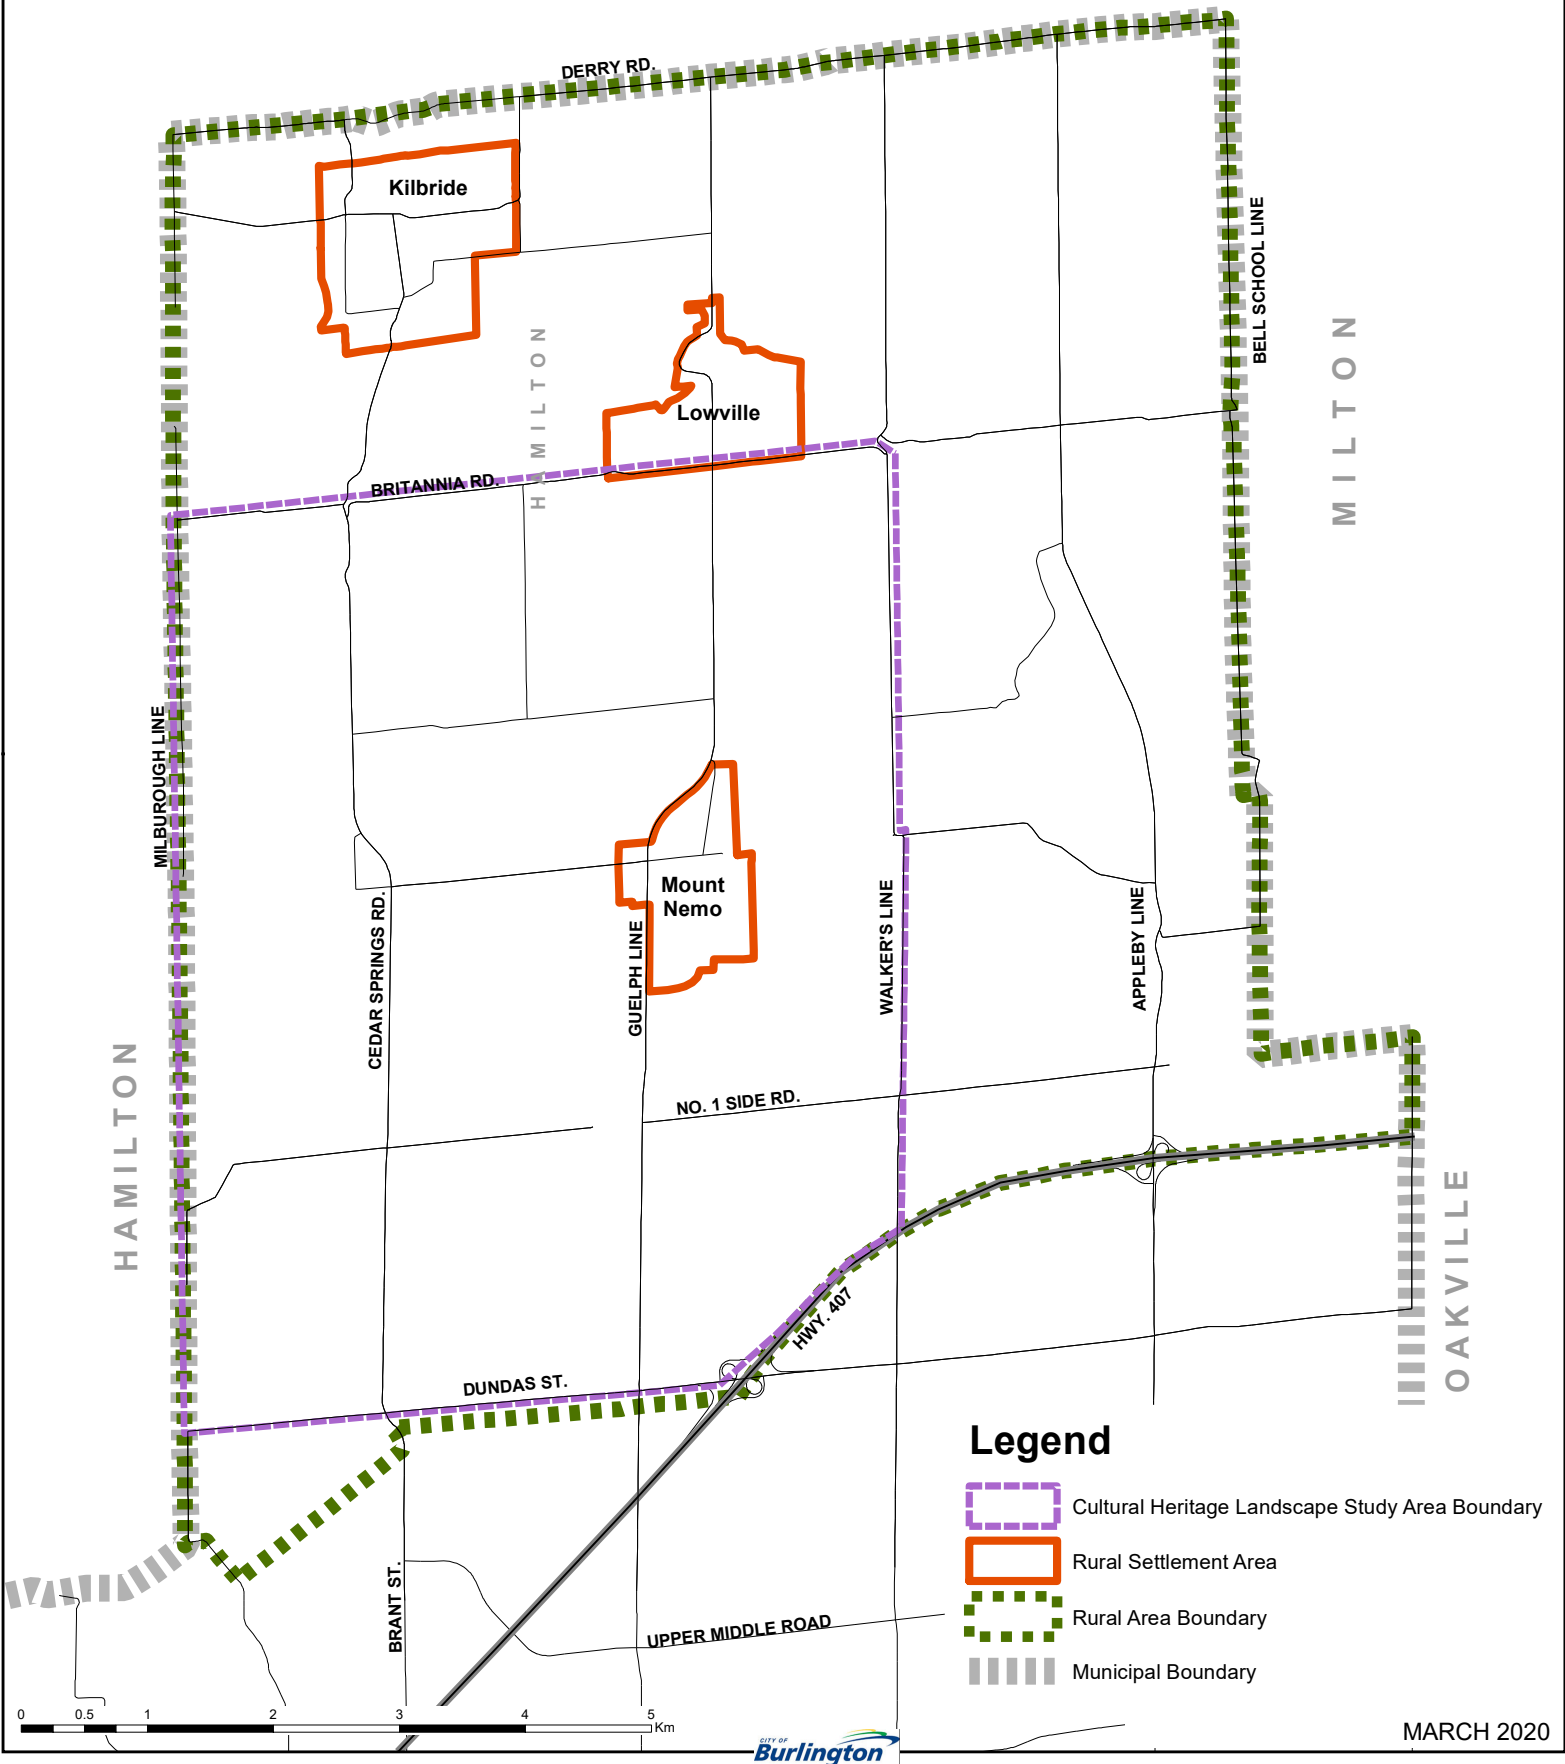 DERRY RD.
Kilbride
BELL SCHOOL LINE
HAMILTON
MILTON
Lowville
BRITANNIA RD.
MILBUROUGH LINE
Mount
Nemo
CEDAR SPRINGS RD.
GUELPH LINE
WALKER'S LINE
APPLEBY LINE
HAMILTON
NO. 1 SIDE RD.
OAKVILLE
HWY. 407
DUNDAS ST.
Legend
Cultural Heritage Landscape Study Area Boundary
Rural Settlement Area
Rural Area Boundary
Municipal Boundary
BRANT ST.
UPPER MIDDLE ROAD
0 0.5 1 2 3 4 5
Km
MARCH 2020
CITY OF
Burlington